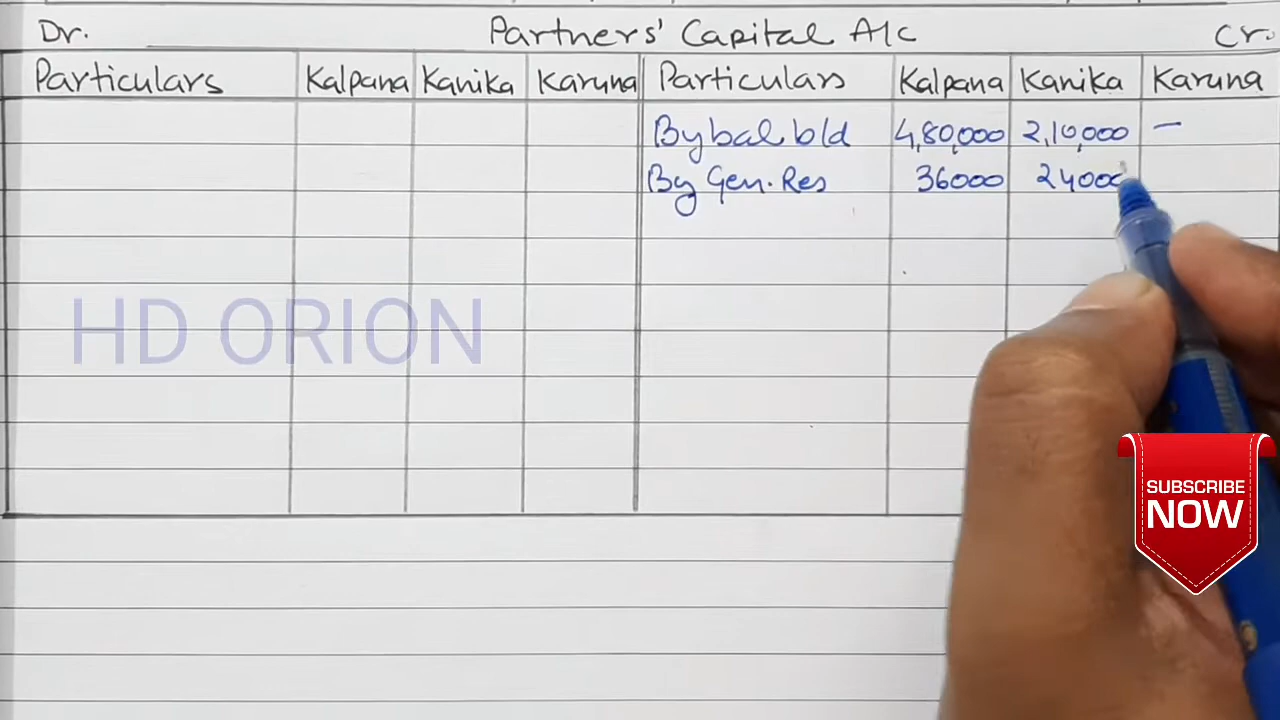 Dr. Partners' Capital A/c Cr.
Particulars Kalpana Kanika Karuna Particulars Kalpana Kanika Karuna
By bal b/d 4,80,000 2,10,000 —
By Gen. Res 36000 24000
HD ORION
SUBSCRIBE
NOW